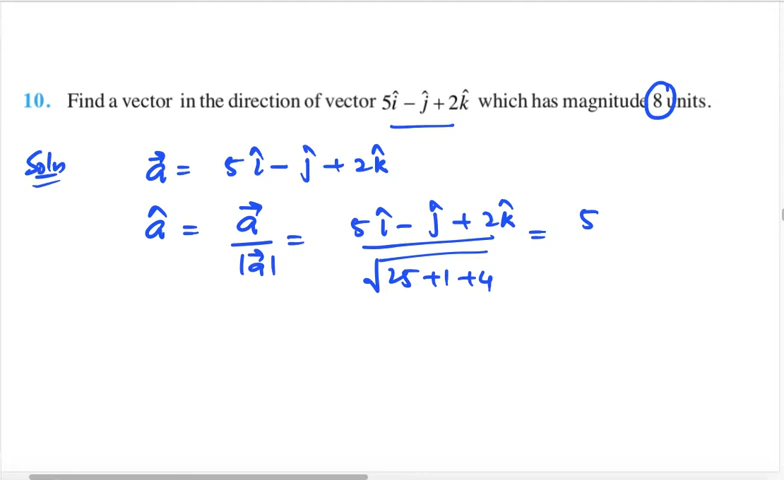 10. Find a vector in the direction of vector 5î − ĵ + 2k̂ which has magnitude 8 units.
Soln a⃗ = 5î − ĵ + 2k̂
â = a⃗ / |a⃗| = (5î − ĵ + 2k̂) / √(25+1+4) = 5